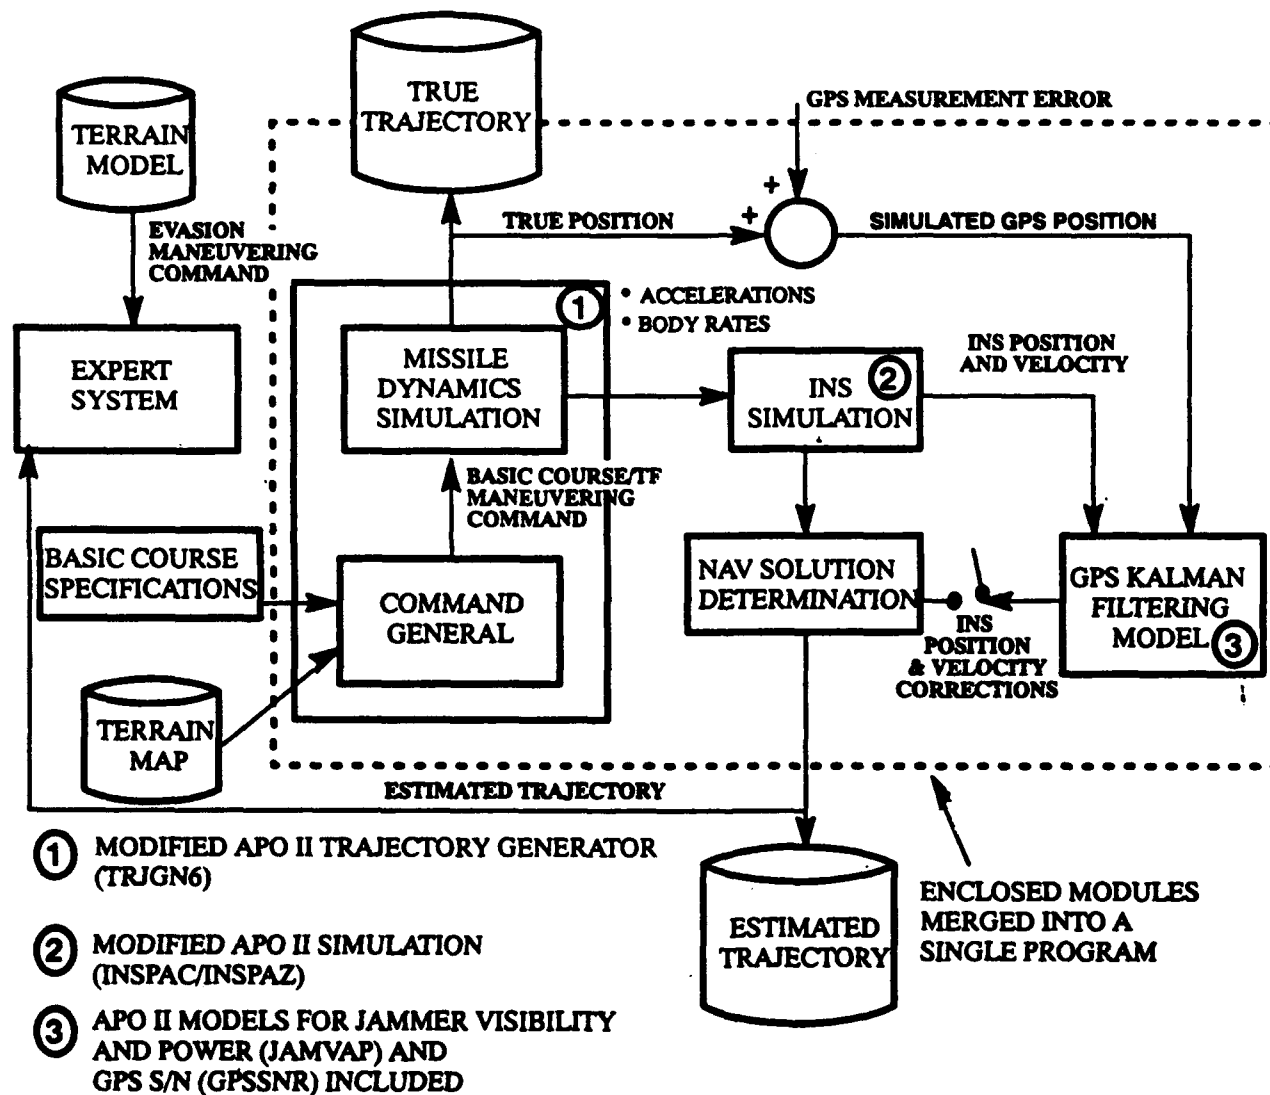 TRUE
TRAJECTORY
GPS MEASUREMENT ERROR
TERRAIN
MODEL
+
+
TRUE POSITION
SIMULATED GPS POSITION
EVASION
MANEUVERING
COMMAND
1
• ACCELERATIONS
• BODY RATES
EXPERT
SYSTEM
MISSILE
DYNAMICS
SIMULATION
INS
SIMULATION
2
INS POSITION
AND VELOCITY
BASIC COURSE/TF
MANEUVERING
COMMAND
BASIC COURSE
SPECIFICATIONS
COMMAND
GENERAL
NAV SOLUTION
DETERMINATION
GPS KALMAN
FILTERING
MODEL
3
INS
POSITION
& VELOCITY
CORRECTIONS
TERRAIN
MAP
ESTIMATED TRAJECTORY
1 MODIFIED APO II TRAJECTORY GENERATOR
(TRJGN6)
2 MODIFIED APO II SIMULATION
(INSPAC/INSPAZ)
3 APO II MODELS FOR JAMMER VISIBILITY
AND POWER (JAMVAP) AND
GPS S/N (GPSSNR) INCLUDED
ESTIMATED
TRAJECTORY
ENCLOSED MODULES
MERGED INTO A
SINGLE PROGRAM